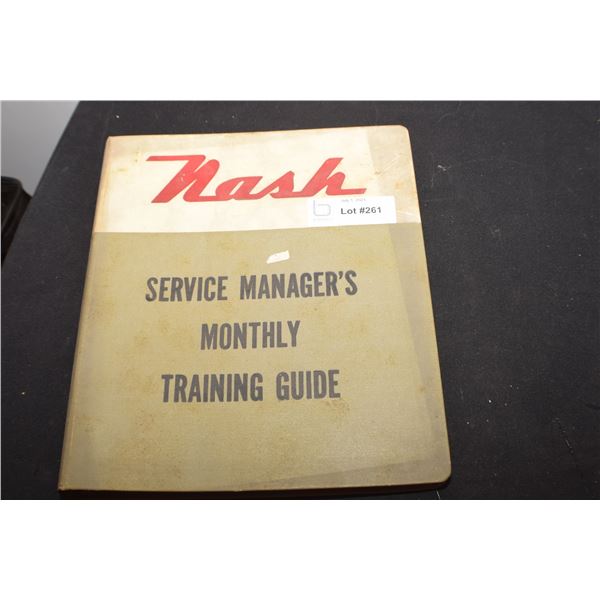 Nash
Lot #261
SERVICE MANAGER'S
MONTHLY
TRAINING GUIDE